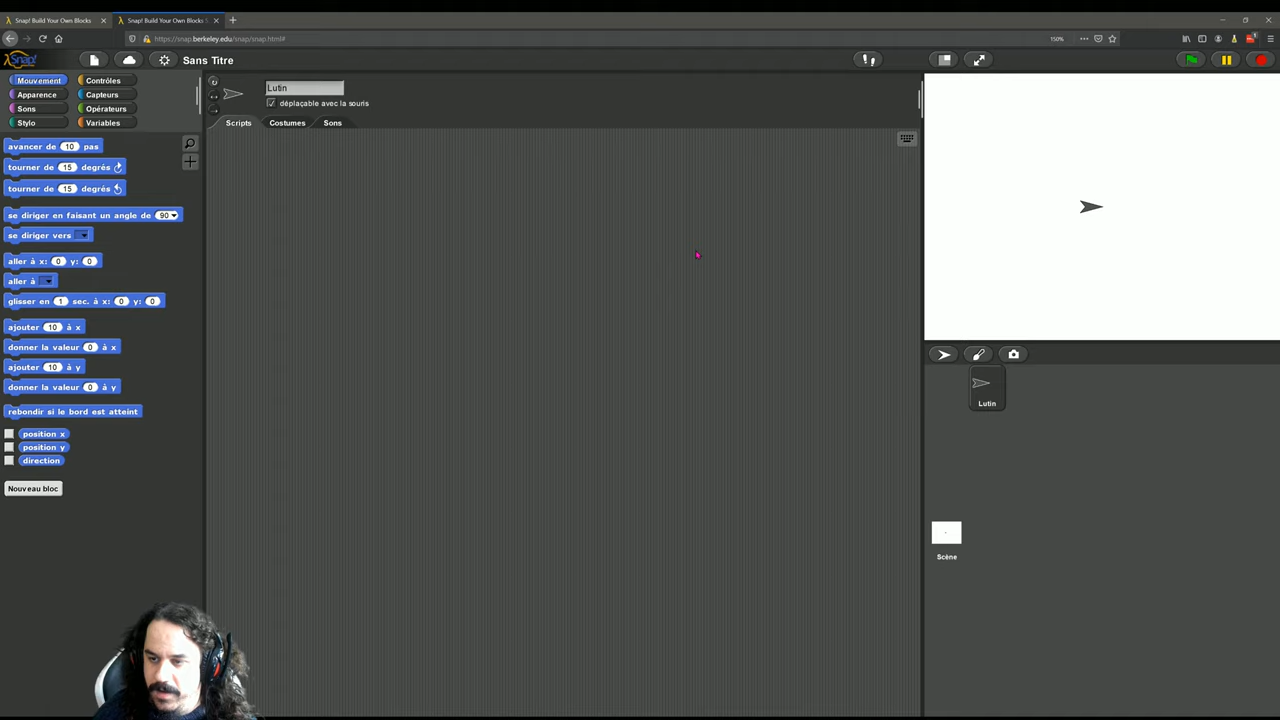 Snap! Build Your Own Blocks
Snap! Build Your Own Blocks
https://snap.berkeley.edu/snap/snap.html#
150%
Snap!
Sans Titre
Mouvement
Contrôles
Apparence
Capteurs
Sons
Opérateurs
Stylo
Variables
Lutin
déplaçable avec la souris
Scripts
Costumes
Sons
avancer de 10 pas
tourner de 15 degrés
tourner de 15 degrés
se diriger en faisant un angle de 90
se diriger vers
aller à x: 0 y: 0
aller à
glisser en 1 sec. à x: 0 y: 0
ajouter 10 à x
donner la valeur 0 à x
ajouter 10 à y
donner la valeur 0 à y
rebondir si le bord est atteint
position x
position y
direction
Nouveau bloc
Lutin
Scène